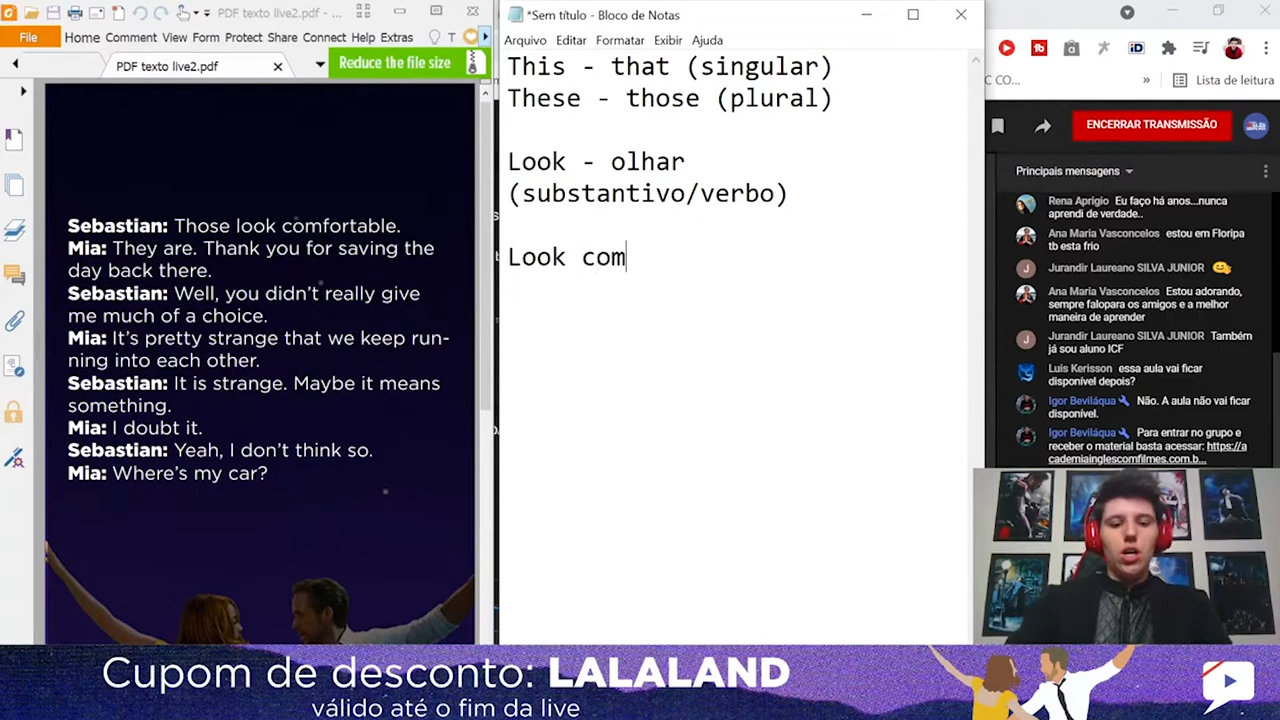 PDF texto live2.pdf - ...
*Sem título - Bloco de Notas
File Home Comment View Form Protect Share Connect Help Extras
Arquivo Editar Formatar Exibir Ajuda
PDF texto live2.pdf
Reduce the file size
This - that (singular)
These - those (plural)
Look - olhar
(substantivo/verbo)
Look com
Sebastian: Those look comfortable.
Mia: They are. Thank you for saving the
day back there.
Sebastian: Well, you didn't really give
me much of a choice.
Mia: It's pretty strange that we keep run-
ning into each other.
Sebastian: It is strange. Maybe it means
something.
Mia: I doubt it.
Sebastian: Yeah, I don't think so.
Mia: Where's my car?
C CO...
» Lista de leitura
ENCERRAR TRANSMISSÃO
Principais mensagens
Rena Aprigio Eu faço há anos...nunca
aprendi de verdade..
Ana Maria Vasconcelos estou em Floripa
tb esta frio
Jurandir Laureano SILVA JUNIOR
Ana Maria Vasconcelos Estou adorando,
sempre falopara os amigos e a melhor
maneira de aprender
Jurandir Laureano SILVA JUNIOR Também
já sou aluno ICF
Luis Kerisson essa aula vai ficar
disponível depois?
Igor Beviláqua Não. A aula não vai ficar
disponível.
Igor Beviláqua Para entrar no grupo e
receber o material basta acessar: https://a
cademiainglescomfilmes.com.b...
Cupom de desconto: LALALAND
válido até o fim da live